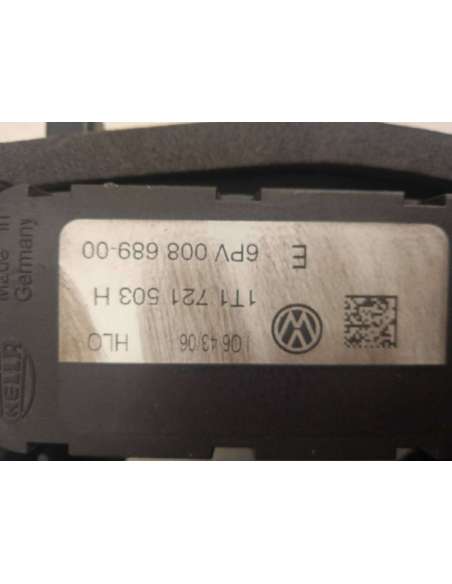 06 43 06 HLO
1T1 721 503 H
E 6PV 008 689-00
HELLA
Made in
Germany